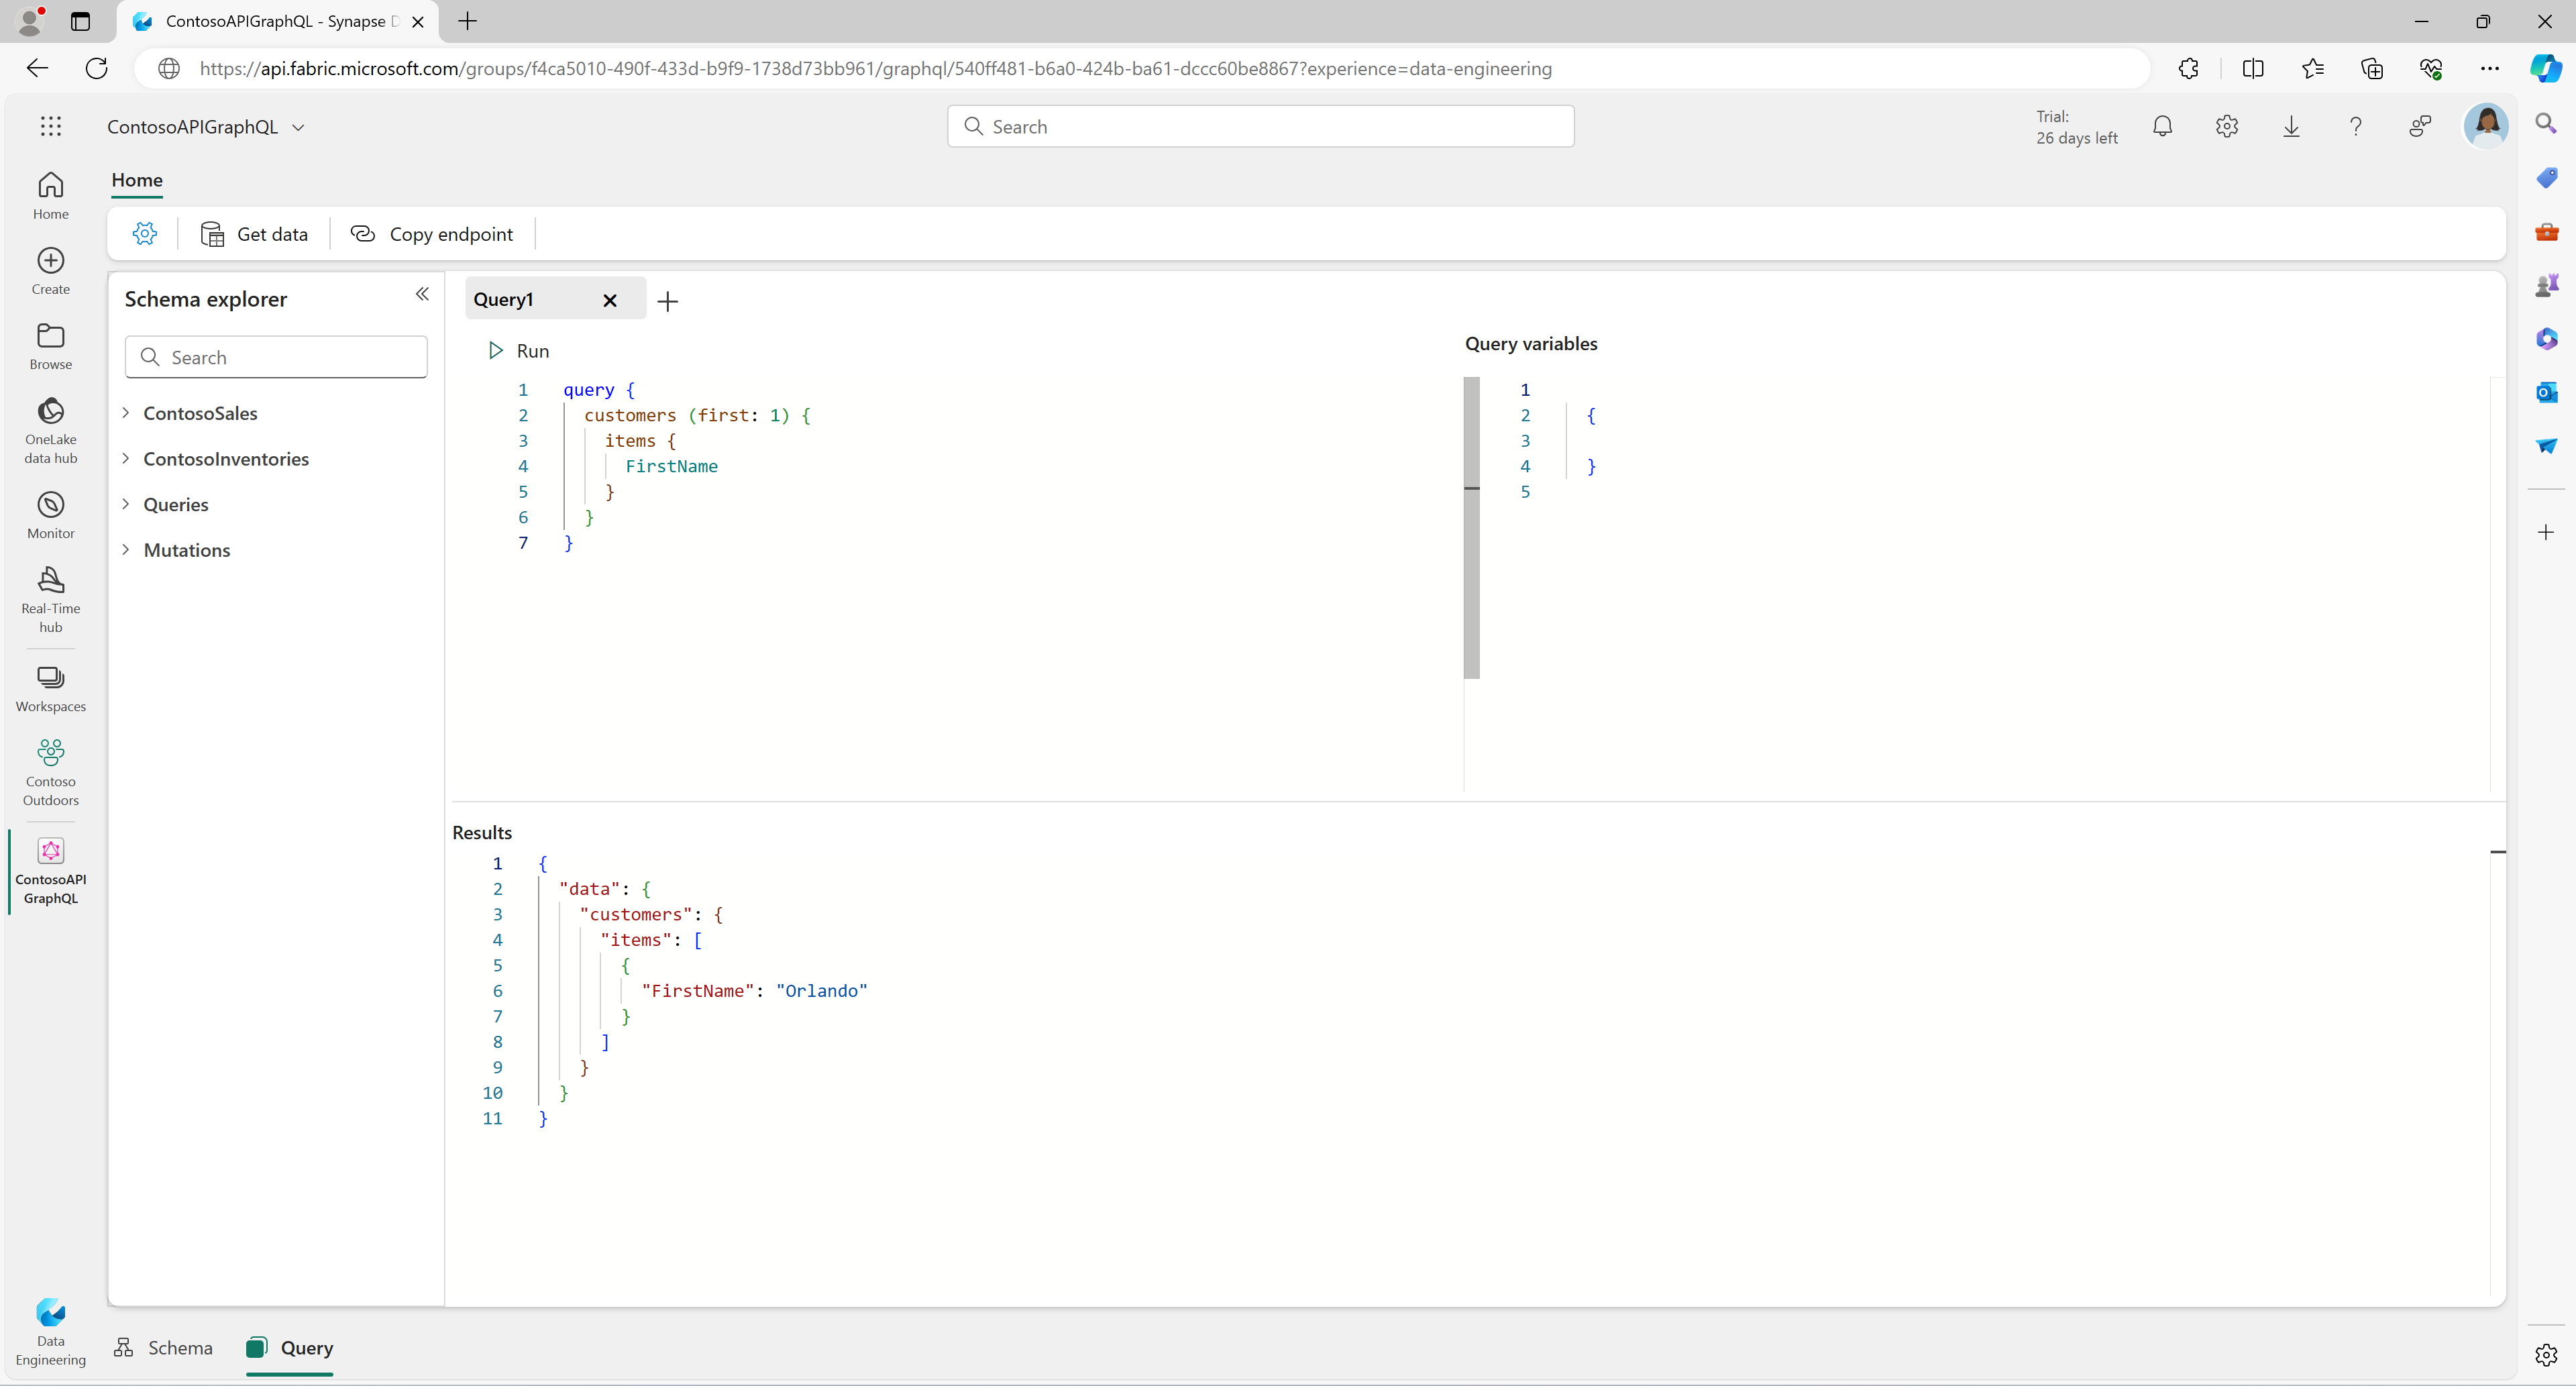 ContosoAPIGraphQL - Synapse D
https://api.fabric.microsoft.com/groups/f4ca5010-490f-433d-b9f9-1738d73bb961/graphql/540ff481-b6a0-424b-ba61-dccc60be8867?experience=data-engineering
ContosoAPIGraphQL
Search
Trial:
26 days left
Home
Get data
Copy endpoint
Home
Create
Browse
OneLake
data hub
Monitor
Real-Time
hub
Workspaces
Contoso
Outdoors
ContosoAPI
GraphQL
Data
Engineering
Schema explorer
Search
ContosoSales
ContosoInventories
Queries
Mutations
Query1
Run
1 query {
2 customers (first: 1) {
3 items {
4 FirstName
5 }
6 }
7 }
Query variables
1
2 {
3
4 }
5
Results
1 {
2 "data": {
3 "customers": {
4 "items": [
5 {
6 "FirstName": "Orlando"
7 }
8 ]
9 }
10 }
11 }
Schema
Query